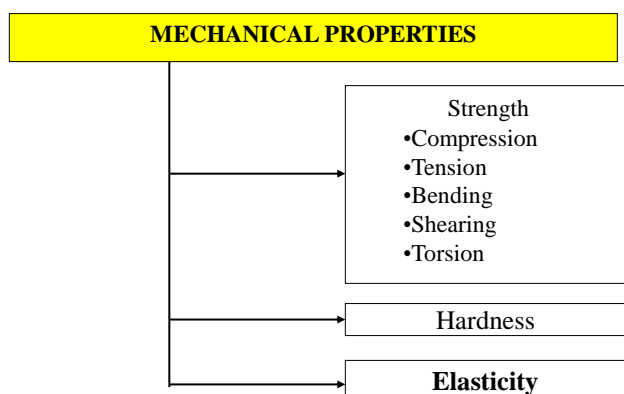 MECHANICAL PROPERTIES
Strength
•Compression
•Tension
•Bending
•Shearing
•Torsion
Hardness
Elasticity